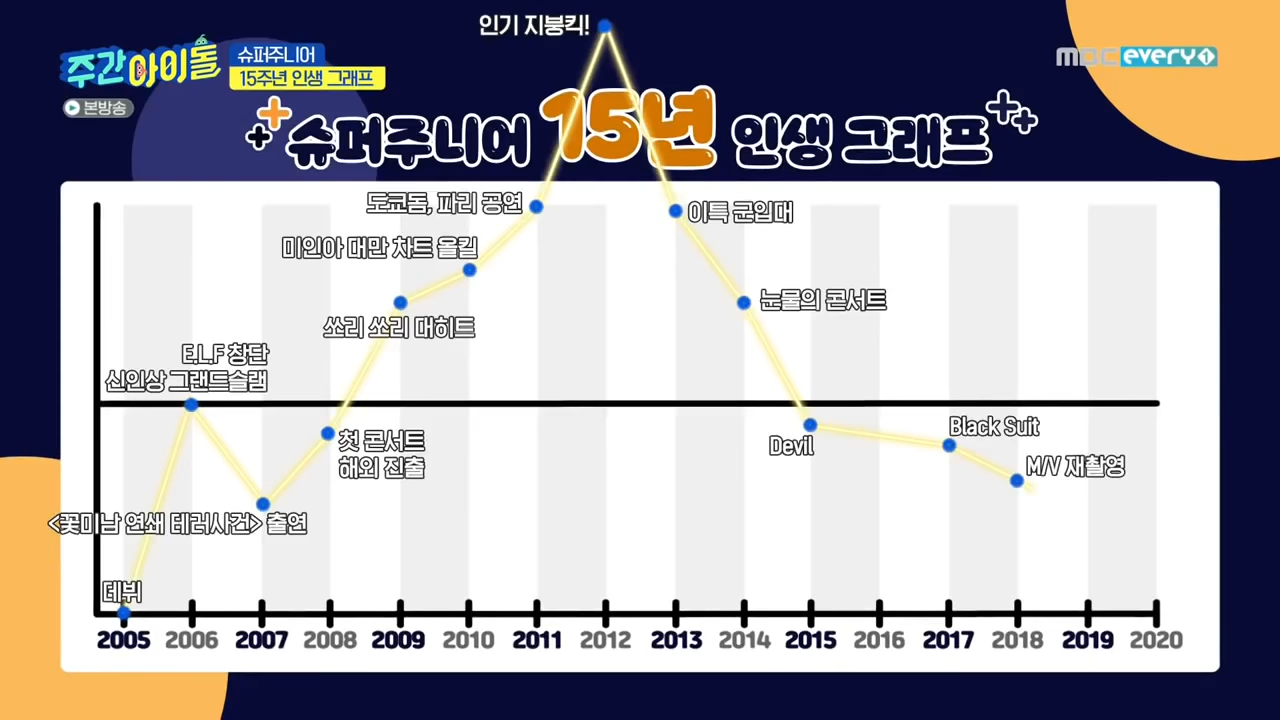 인기 지붕킥!
주간아이돌
슈퍼주니어
15주년 인생 그래프
본방송
MBC every1
슈퍼주니어 15년 인생 그래프
도쿄돔, 파리 공연
이특 군입대
미인아 대만 차트 올킬
쏘리 쏘리 대히트
눈물의 콘서트
E.L.F 창단
신인상 그랜드슬램
첫 콘서트
해외 진출
Devil
Black Suit
M/V 재촬영
<꽃미남 연쇄 테러사건> 출연
데뷔
2005 2006 2007 2008 2009 2010 2011 2012 2013 2014 2015 2016 2017 2018 2019 2020